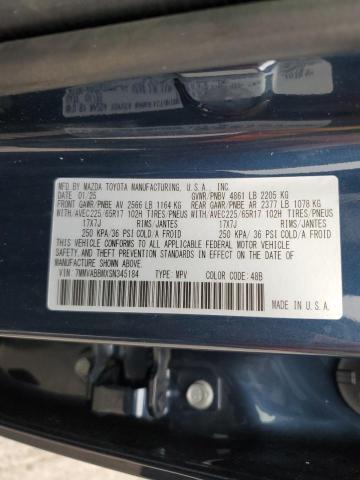 MFD. BY MAZDA TOYOTA MANUFACTURING, U.S.A., INC.
DATE 01/25 GVWR/PNBV 4861 LB 2205 KG
FRONT GAWR/PNBE AV 2566 LB 1164 KG REAR GAWR/PNBE AR 2377 LB 1078 KG
WITH/AVEC225/65R17 102H TIRES/PNEUS WITH/AVEC225/65R17 102H TIRES/PNEUS
17X7J RIMS/JANTES 17X7J RIMS/JANTES
250 KPA/36 PSI COLD/A FROID 250 KPA/ 36 PSI COLD/A FROID
THIS VEHICLE CONFORMS TO ALL APPLICABLE FEDERAL MOTOR VEHICLE
SAFETY AND THEFT PREVENTION STANDARDS IN EFFECT ON THE DATE OF
MANUFACTURE SHOWN ABOVE.
VIN: 7MMVABBMXSN345184 TYPE: MPV COLOR CODE: 48B
MADE IN
U.S.A.